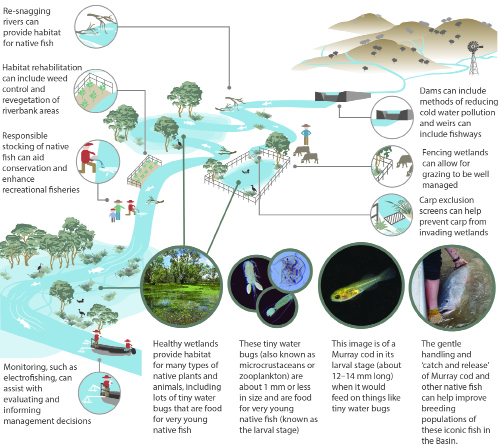 Re-snagging
rivers can
provide habitat
for native fish
Habitat rehabilitation
can include weed
control and
revegetation of
riverbank areas
Responsible
stocking of native
fish can aid
conservation and
enhance
recreational fisheries
Monitoring, such as
electrofishing, can
assist with
evaluating and
informing
management decisions
Dams can include
methods of reducing
cold water pollution
and weirs can
include fishways
Fencing wetlands
can allow for
grazing to be well
managed
Carp exclusion
screens can help
prevent carp from
invading wetlands
Healthy wetlands
provide habitat
for many types of
native plants and
animals, including
lots of tiny water
bugs that are food
for very young
native fish
These tiny water
bugs (also known as
microcrustaceans or
zooplankton) are
about 1 mm or less
in size and are food
for very young
native fish (known as
the larval stage)
This image is of a
Murray cod in its
larval stage (about
12–14 mm long)
when it would
feed on things like
tiny water bugs
The gentle
handling and
‘catch and release’
of Murray cod and
other native fish
can help improve
breeding
populations of
these iconic fish in
the Basin.